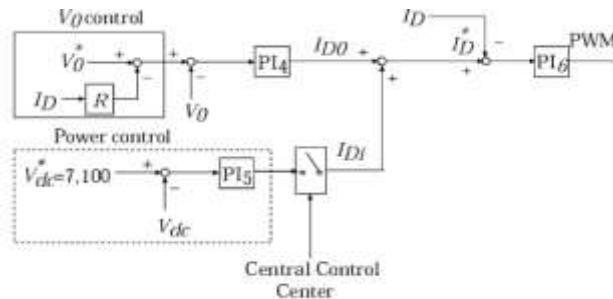 V0 control
V0*
+
−
+
−
PI4
ID0
+
+
ID
ID*
−
+
PI6
PWM
ID
R
V0
Power control
Vdc*=7,100
+
−
PI5
IDi
Vdc
Central Control
Center